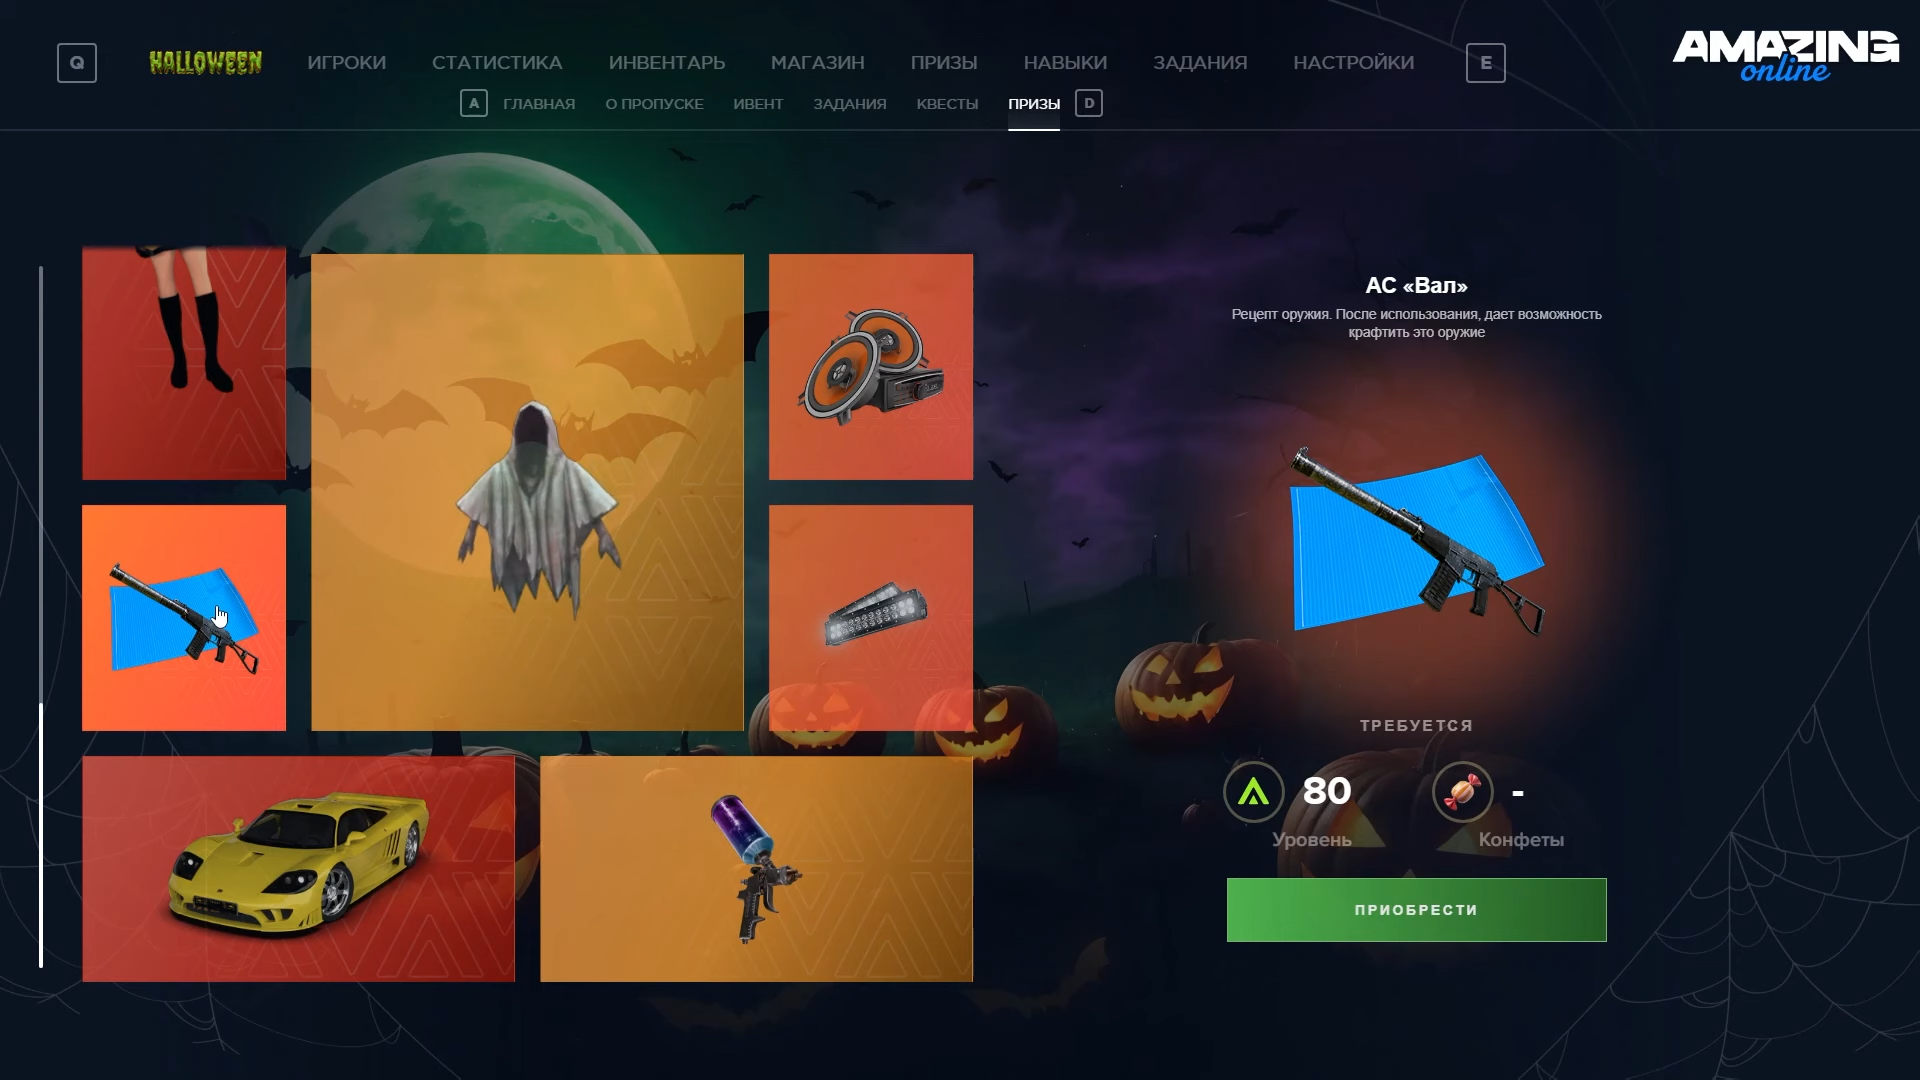 Q
HALLOWEEN
ИГРОКИ
СТАТИСТИКА
ИНВЕНТАРЬ
МАГАЗИН
ПРИЗЫ
НАВЫКИ
ЗАДАНИЯ
НАСТРОЙКИ
E
AMAZING
online
A
ГЛАВНАЯ
О ПРОПУСКЕ
ИВЕНТ
ЗАДАНИЯ
КВЕСТЫ
ПРИЗЫ
D
АС «Вал»
Рецепт оружия. После использования, дает возможность
крафтить это оружие
ТРЕБУЕТСЯ
80
-
Уровень
Конфеты
ПРИОБРЕСТИ